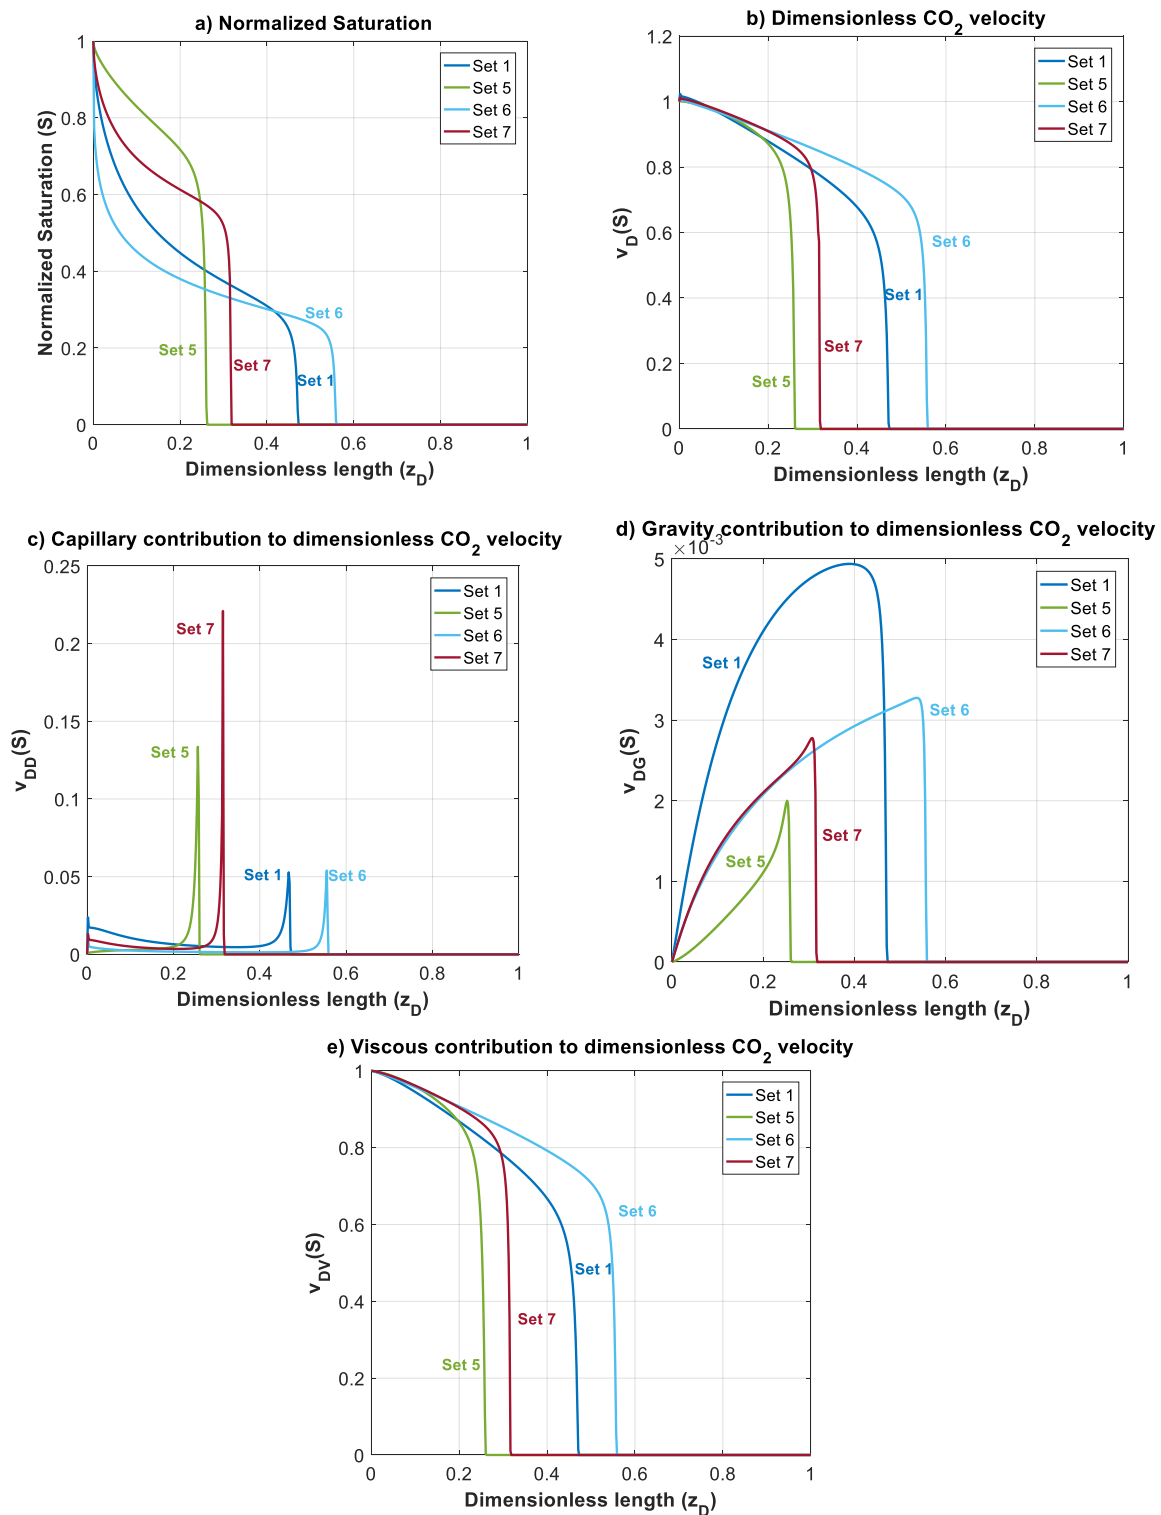 a) Normalized Saturation
1
0.8
0.6
0.4
0.2
0
0 0.2 0.4 0.6 0.8 1
Normalized Saturation (S)
Dimensionless length (z_D)
Set 1
Set 5
Set 6
Set 7
Set 6
Set 5
Set 7
Set 1
b) Dimensionless CO₂ velocity
1.2
1
0.8
0.6
0.4
0.2
0
0 0.2 0.4 0.6 0.8 1
v_D(S)
Dimensionless length (z_D)
Set 1
Set 5
Set 6
Set 7
Set 6
Set 1
Set 7
Set 5
c) Capillary contribution to dimensionless CO₂ velocity
0.25
0.2
0.15
0.1
0.05
0
0 0.2 0.4 0.6 0.8 1
v_DD(S)
Dimensionless length (z_D)
Set 1
Set 5
Set 6
Set 7
Set 7
Set 5
Set 1 Set 6
d) Gravity contribution to dimensionless CO₂ velocity
×10⁻³
5
4
3
2
1
0
0 0.2 0.4 0.6 0.8 1
v_DG(S)
Dimensionless length (z_D)
Set 1
Set 5
Set 6
Set 7
Set 1
Set 6
Set 7
Set 5
e) Viscous contribution to dimensionless CO₂ velocity
1
0.8
0.6
0.4
0.2
0
0 0.2 0.4 0.6 0.8 1
v_DV(S)
Dimensionless length (z_D)
Set 1
Set 5
Set 6
Set 7
Set 6
Set 1
Set 7
Set 5